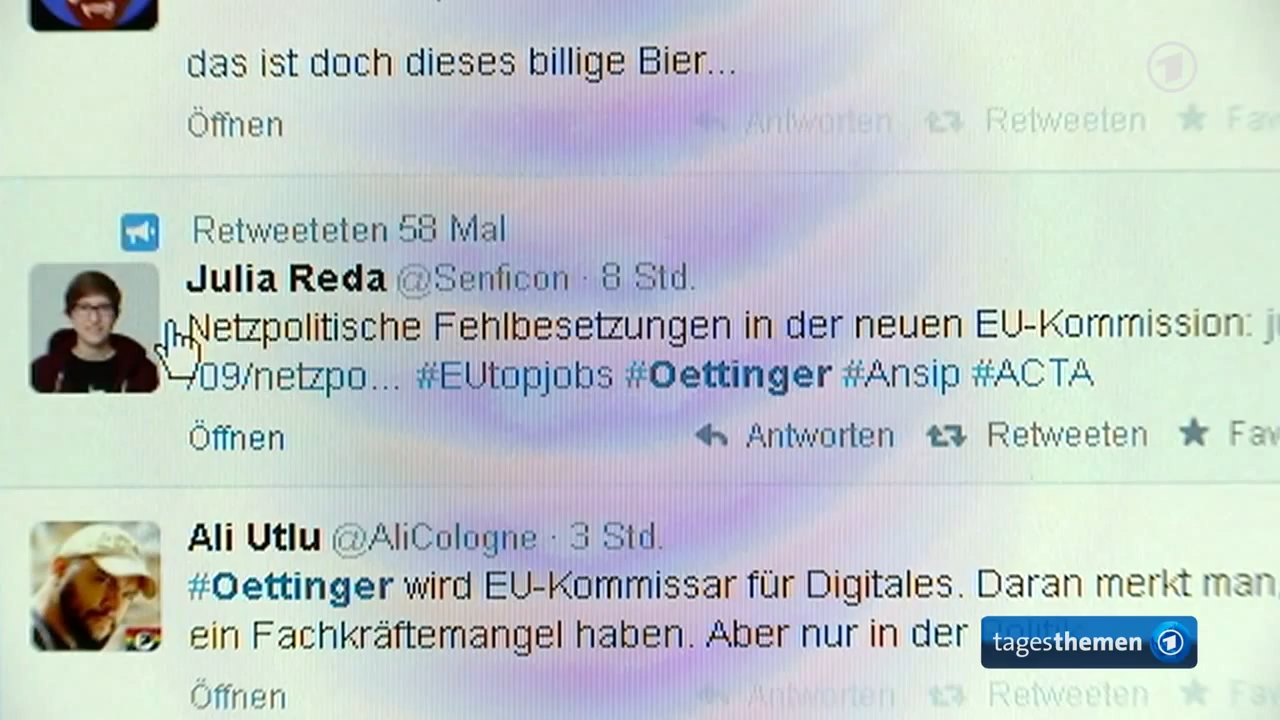 das ist doch dieses billige Bier...
Öffnen
Antworten
Retweeten
Retweeteten 58 Mal
Julia Reda @Senficon · 8 Std.
Netzpolitische Fehlbesetzungen in der neuen EU-Kommission:
/09/netzpo... #EUtopjobs #Oettinger #Ansip #ACTA
Öffnen
Antworten
Retweeten
Ali Utlu @AliCologne · 3 Std.
#Oettinger wird EU-Kommissar für Digitales. Daran merkt man,
ein Fachkräftemangel haben. Aber nur in der Politik
tagesthemen
Öffnen
Antworten
Retweeten